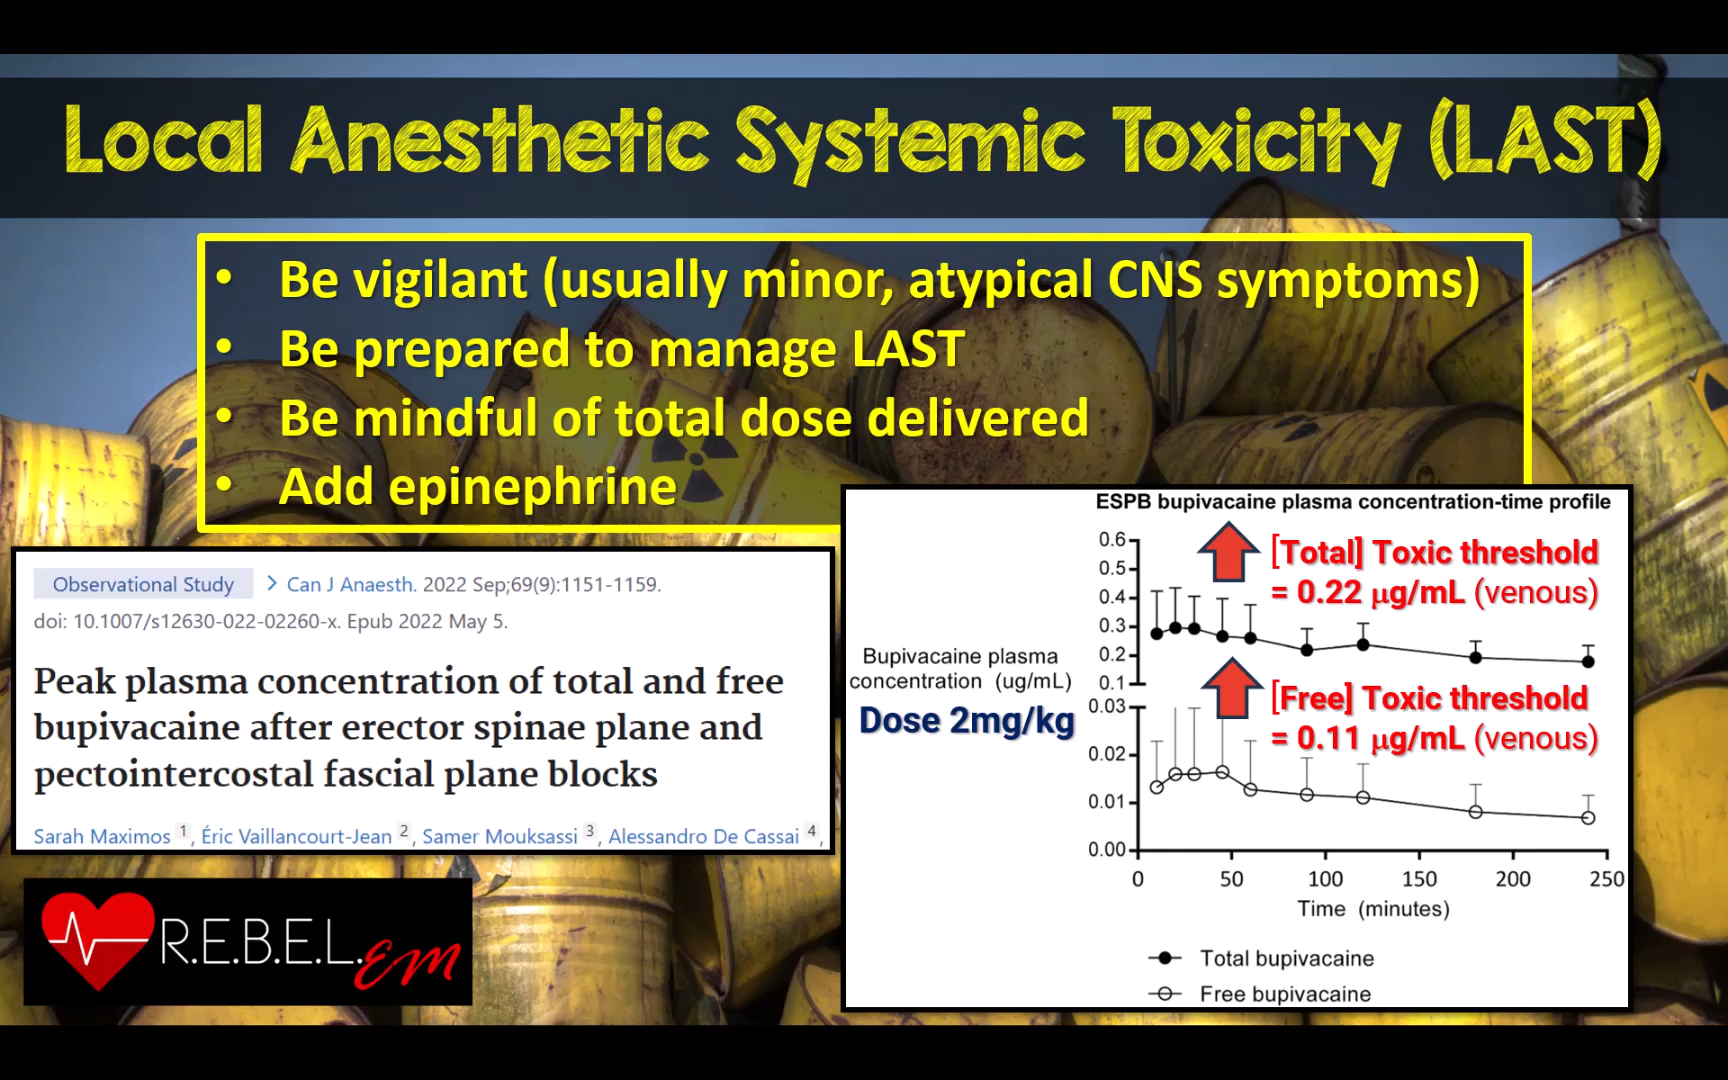 Local Anesthetic Systemic Toxicity (LAST)
• Be vigilant (usually minor, atypical CNS symptoms)
• Be prepared to manage LAST
• Be mindful of total dose delivered
• Add epinephrine
Observational Study > Can J Anaesth. 2022 Sep;69(9):1151-1159.
doi: 10.1007/s12630-022-02260-x. Epub 2022 May 5.
Peak plasma concentration of total and free
bupivacaine after erector spinae plane and
pectointercostal fascial plane blocks
Sarah Maximos 1, Éric Vaillancourt-Jean 2, Samer Mouksassi 3, Alessandro De Cassai 4,
R.E.B.E.L.EM
ESPB bupivacaine plasma concentration-time profile
[Total] Toxic threshold
= 0.22 µg/mL (venous)
[Free] Toxic threshold
= 0.11 µg/mL (venous)
Bupivacaine plasma
concentration (ug/mL)
Dose 2mg/kg
0.6
0.5
0.4
0.3
0.2
0.1
0.03
0.02
0.01
0.00
0 50 100 150 200 250
Time (minutes)
Total bupivacaine
Free bupivacaine